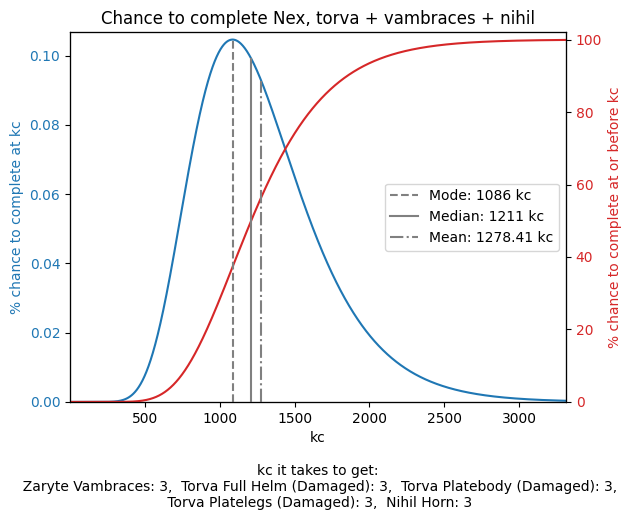 Chance to complete Nex, torva + vambraces + nihil
0.10
0.08
0.06
0.04
0.02
0.00
% chance to complete at kc
100
80
60
40
20
0
% chance to complete at or before kc
Mode: 1086 kc
Median: 1211 kc
Mean: 1278.41 kc
500 1000 1500 2000 2500 3000
kc
kc it takes to get:
Zaryte Vambraces: 3,  Torva Full Helm (Damaged): 3,  Torva Platebody (Damaged): 3,
Torva Platelegs (Damaged): 3,  Nihil Horn: 3